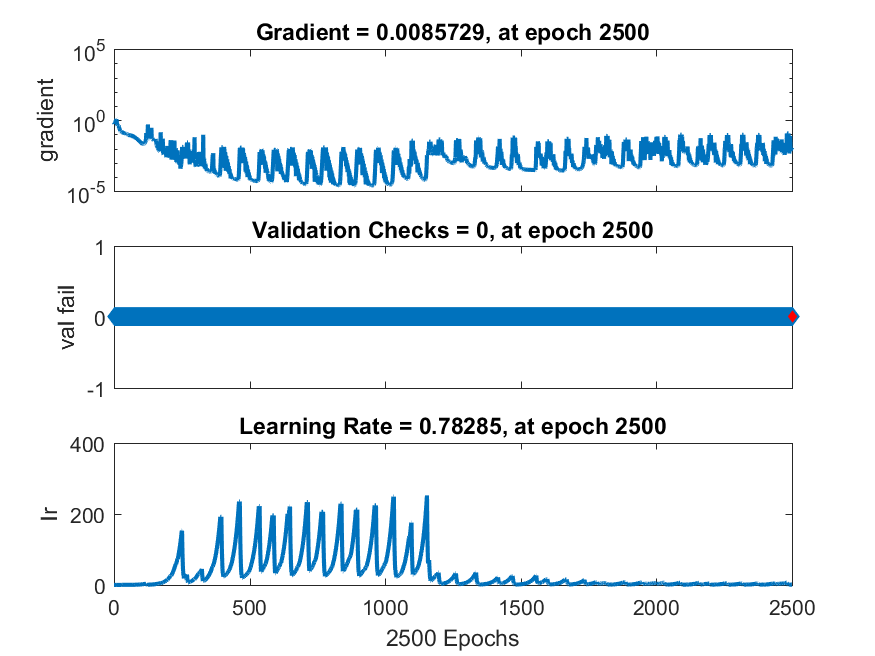 Gradient = 0.0085729, at epoch 2500
10^5
10^0
10^-5
gradient
Validation Checks = 0, at epoch 2500
1
0
-1
val fail
Learning Rate = 0.78285, at epoch 2500
400
200
0
lr
0 500 1000 1500 2000 2500
2500 Epochs